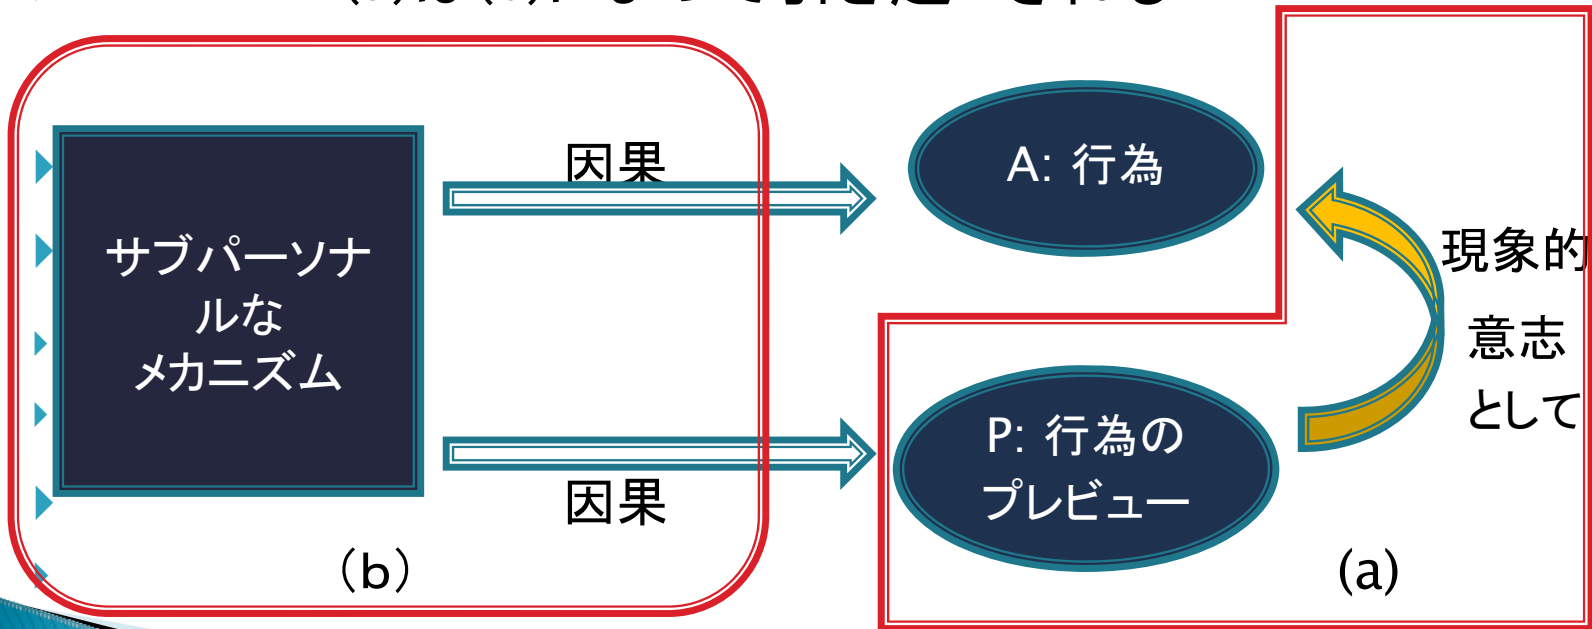 因果
A: 行為
サブパーソナ
ルな
メカニズム
現象的
意志
として
P: 行為の
プレビュー
因果
(b)
(a)